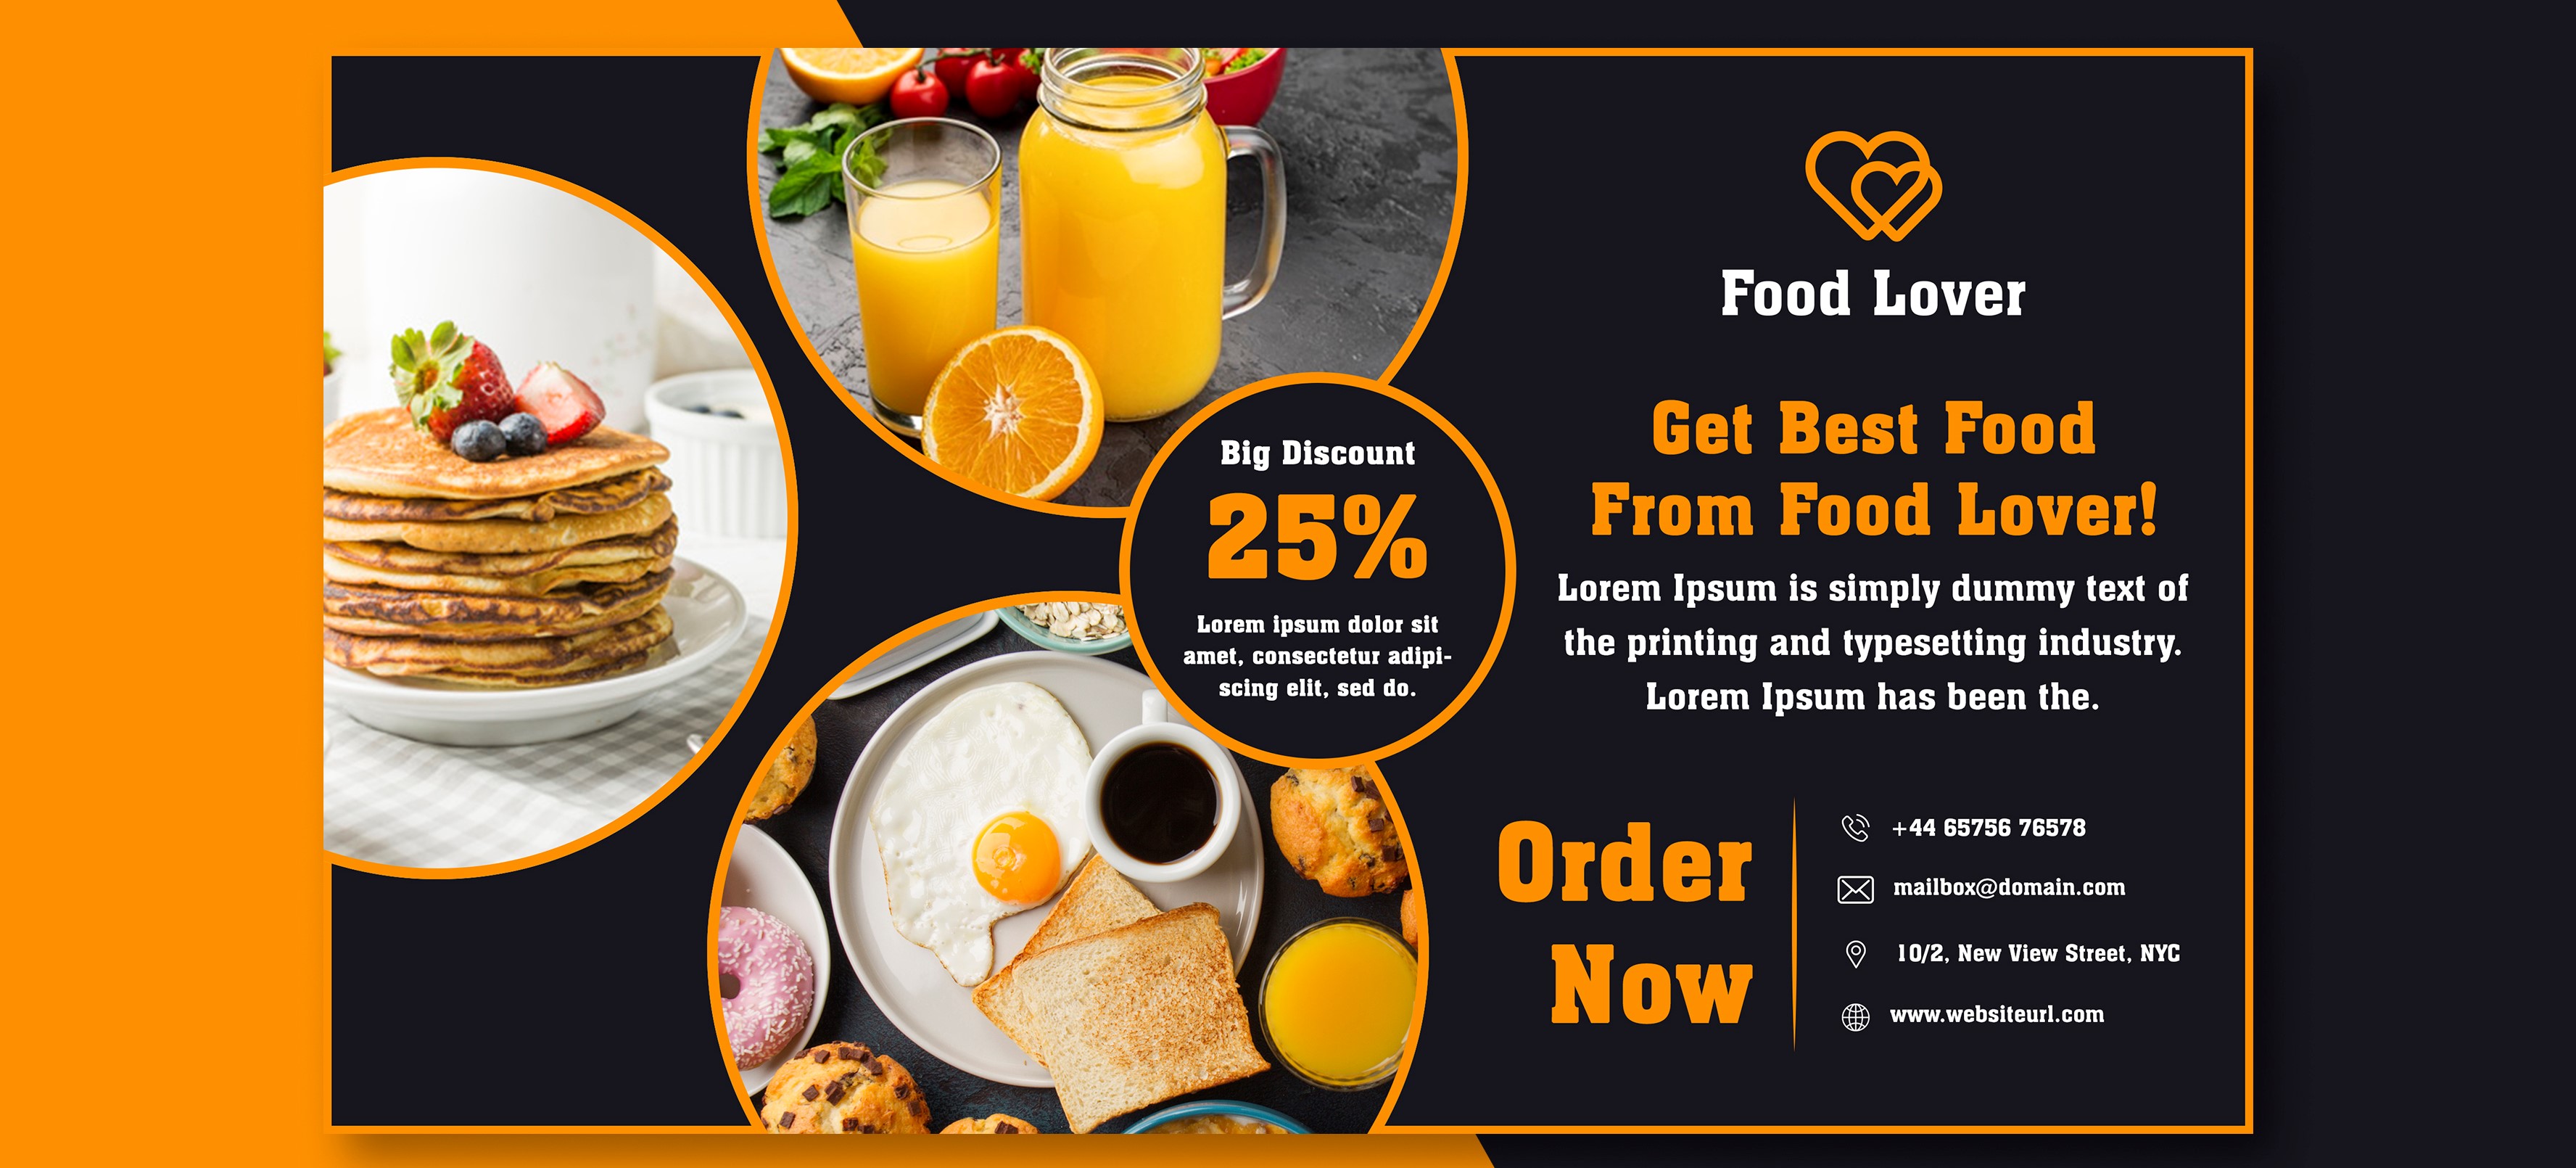 Food Lover
Get Best Food
From Food Lover!
Lorem Ipsum is simply dummy text of
the printing and typesetting industry.
Lorem Ipsum has been the.
Big Discount
25%
Lorem ipsum dolor sit
amet, consectetur adipi-
scing elit, sed do.
Order
Now
+44 65756 76578
mailbox@domain.com
10/2, New View Street, NYC
www.websiteurl.com